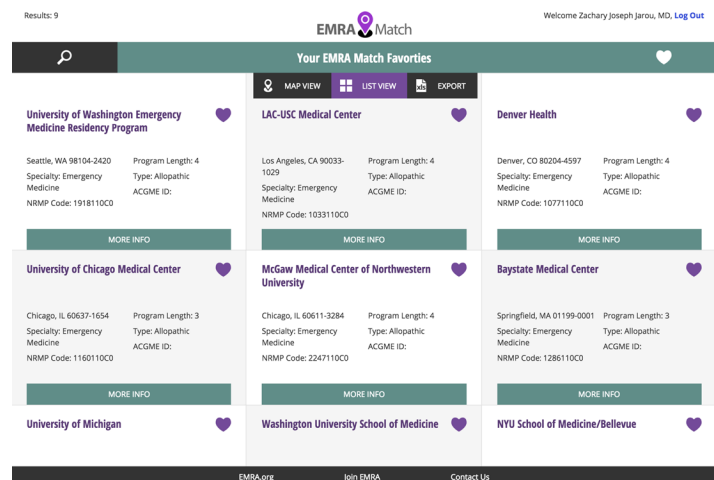 Results: 9
EMRA Match
Welcome Zachary Joseph Jarou, MD, Log Out
Your EMRA Match Favorties
MAP VIEW
LIST VIEW
xls EXPORT
University of Washington Emergency
Medicine Residency Program
Seattle, WA 98104-2420
Specialty: Emergency
Medicine
NRMP Code: 1918110C0
Program Length: 4
Type: Allopathic
ACGME ID:
MORE INFO
LAC-USC Medical Center
Los Angeles, CA 90033-
1029
Specialty: Emergency
Medicine
NRMP Code: 1033110C0
Program Length: 4
Type: Allopathic
ACGME ID:
MORE INFO
Denver Health
Denver, CO 80204-4597
Specialty: Emergency
Medicine
NRMP Code: 1077110C0
Program Length: 4
Type: Allopathic
ACGME ID:
MORE INFO
University of Chicago Medical Center
Chicago, IL 60637-1654
Specialty: Emergency
Medicine
NRMP Code: 1160110C0
Program Length: 3
Type: Allopathic
ACGME ID:
MORE INFO
McGaw Medical Center of Northwestern
University
Chicago, IL 60611-3284
Specialty: Emergency
Medicine
NRMP Code: 2247110C0
Program Length: 4
Type: Allopathic
ACGME ID:
MORE INFO
Baystate Medical Center
Springfield, MA 01199-0001
Specialty: Emergency
Medicine
NRMP Code: 1286110C0
Program Length: 3
Type: Allopathic
ACGME ID:
MORE INFO
University of Michigan
Washington University School of Medicine
NYU School of Medicine/Bellevue
EMRA.org
Join EMRA
Contact Us